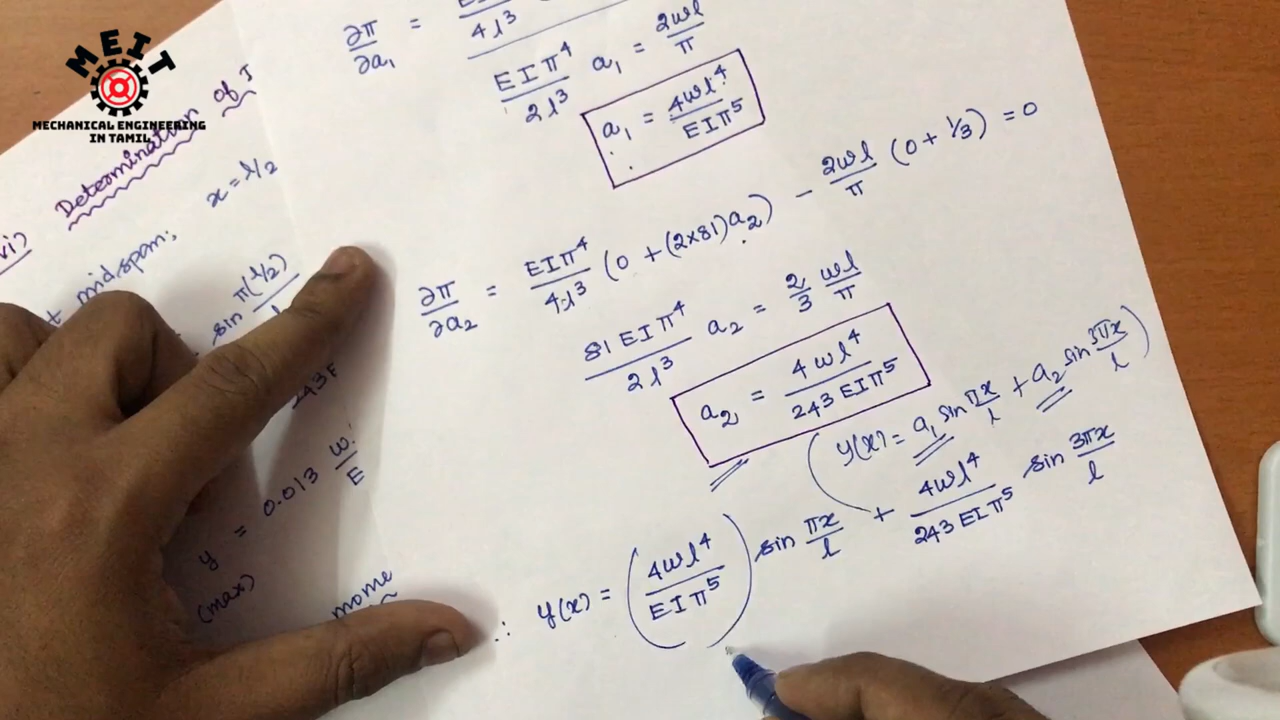 MEIT
MECHANICAL ENGINEERING
IN TAMIL
vi) Determination of
x = l/2
mid span;
sin π(l/2)
243E
y = 0.013 w/E
(max)
mome
∂π/∂a₁ = /4l³
EIπ⁴/2l³ a₁ = 2wl/π
∴ a₁ = 4wl⁴/EIπ⁵
∂π/∂a₂ = EIπ⁴/4l³ (0 + (2×81)a₂) − 2wl/π (0 + 1/3) = 0
81 EIπ⁴/2l³ a₂ = 2/3 wl/π
a₂ = 4wl⁴/243 EIπ⁵
(y(x) = a₁ sin πx/l + a₂ sin 3πx/l)
∴ y(x) = (4wl⁴/EIπ⁵) sin πx/l + 4wl⁴/243 EIπ⁵ sin 3πx/l